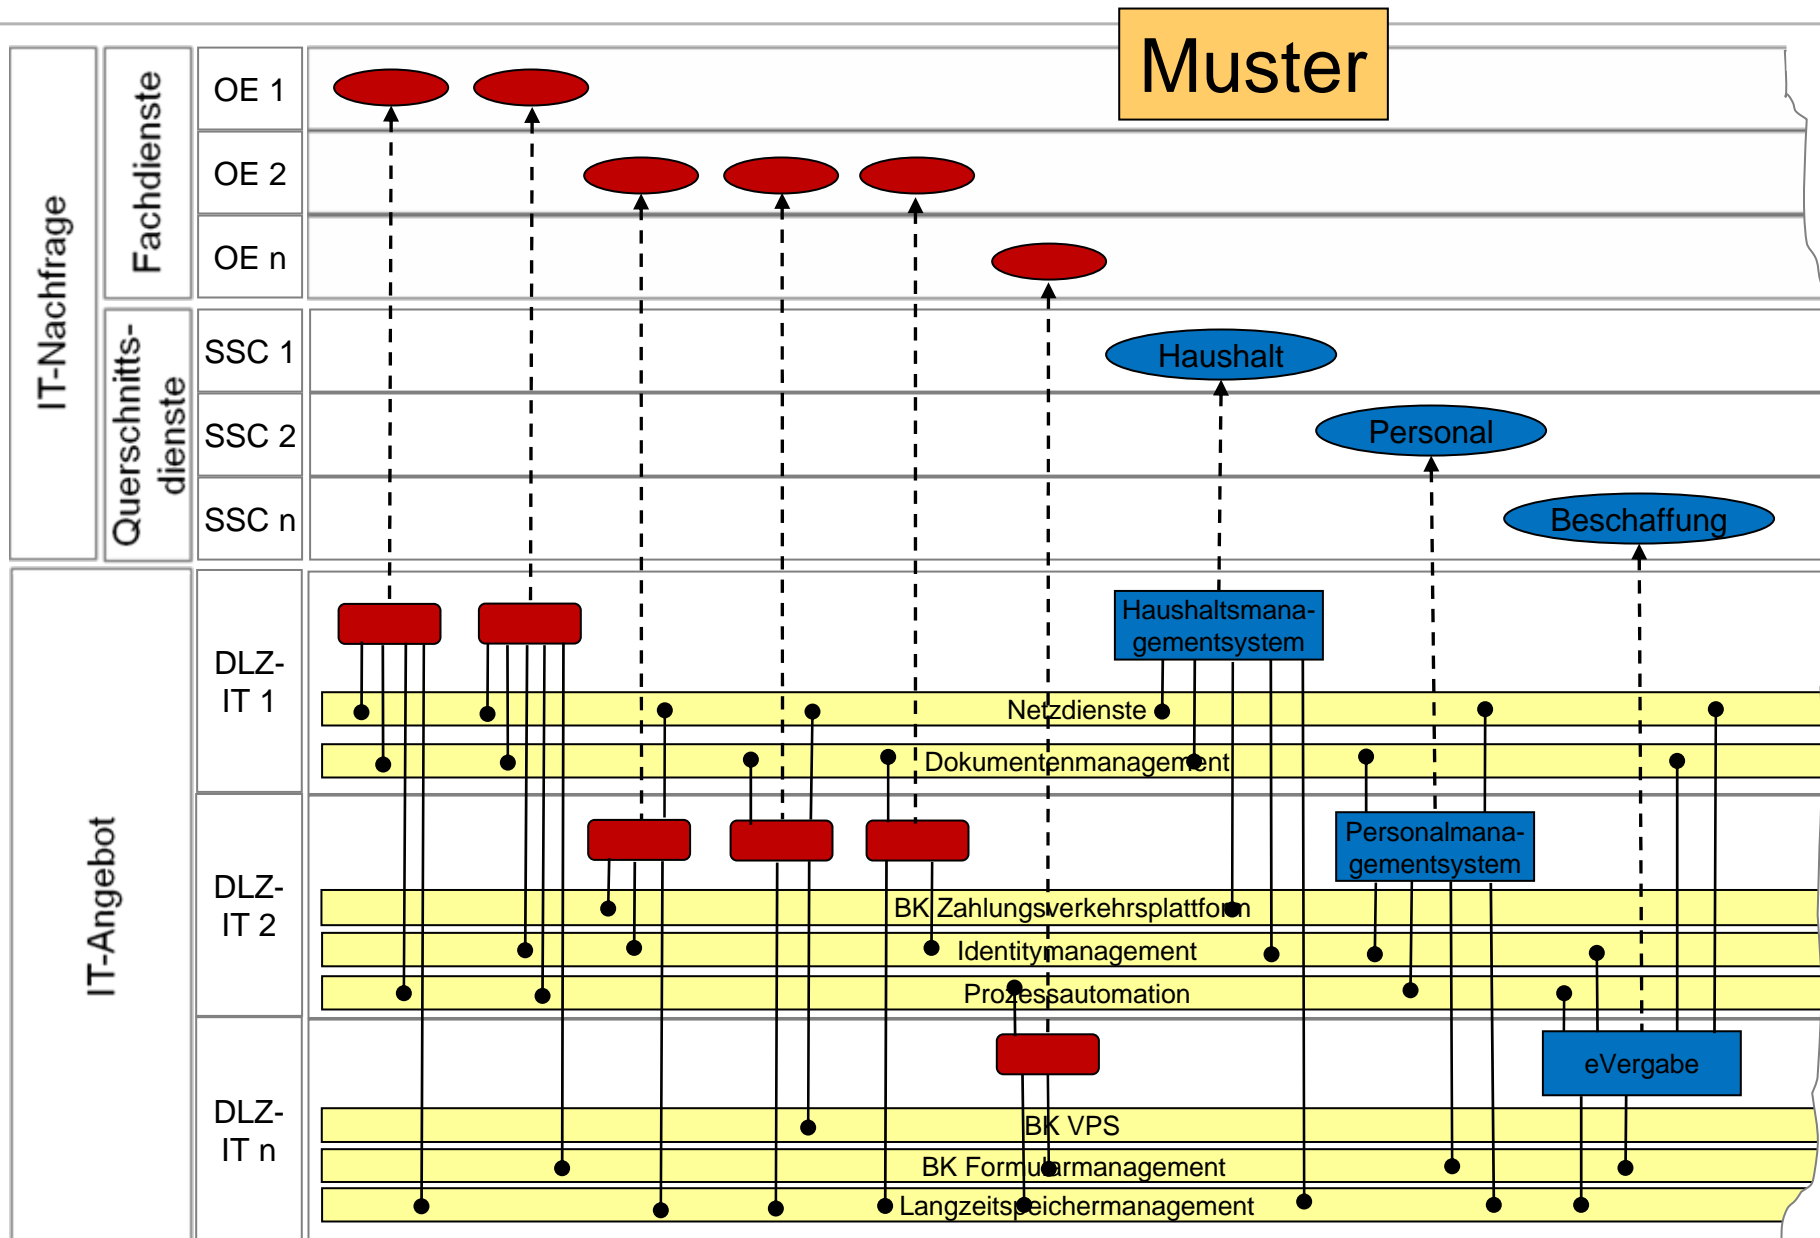 Muster
IT-Nachfrage
Fachdienste
OE 1
OE 2
OE n
Querschnitts-
dienste
SSC 1
Haushalt
SSC 2
Personal
SSC n
Beschaffung
IT-Angebot
DLZ-
IT 1
Haushaltsmana-
gementsystem
Netzdienste
Dokumentenmanagement
DLZ-
IT 2
Personalmana-
gementsystem
BK Zahlungsverkehrsplattform
Identitymanagement
Prozessautomation
DLZ-
IT n
eVergabe
BK VPS
BK Formularmanagement
Langzeitspeichermanagement